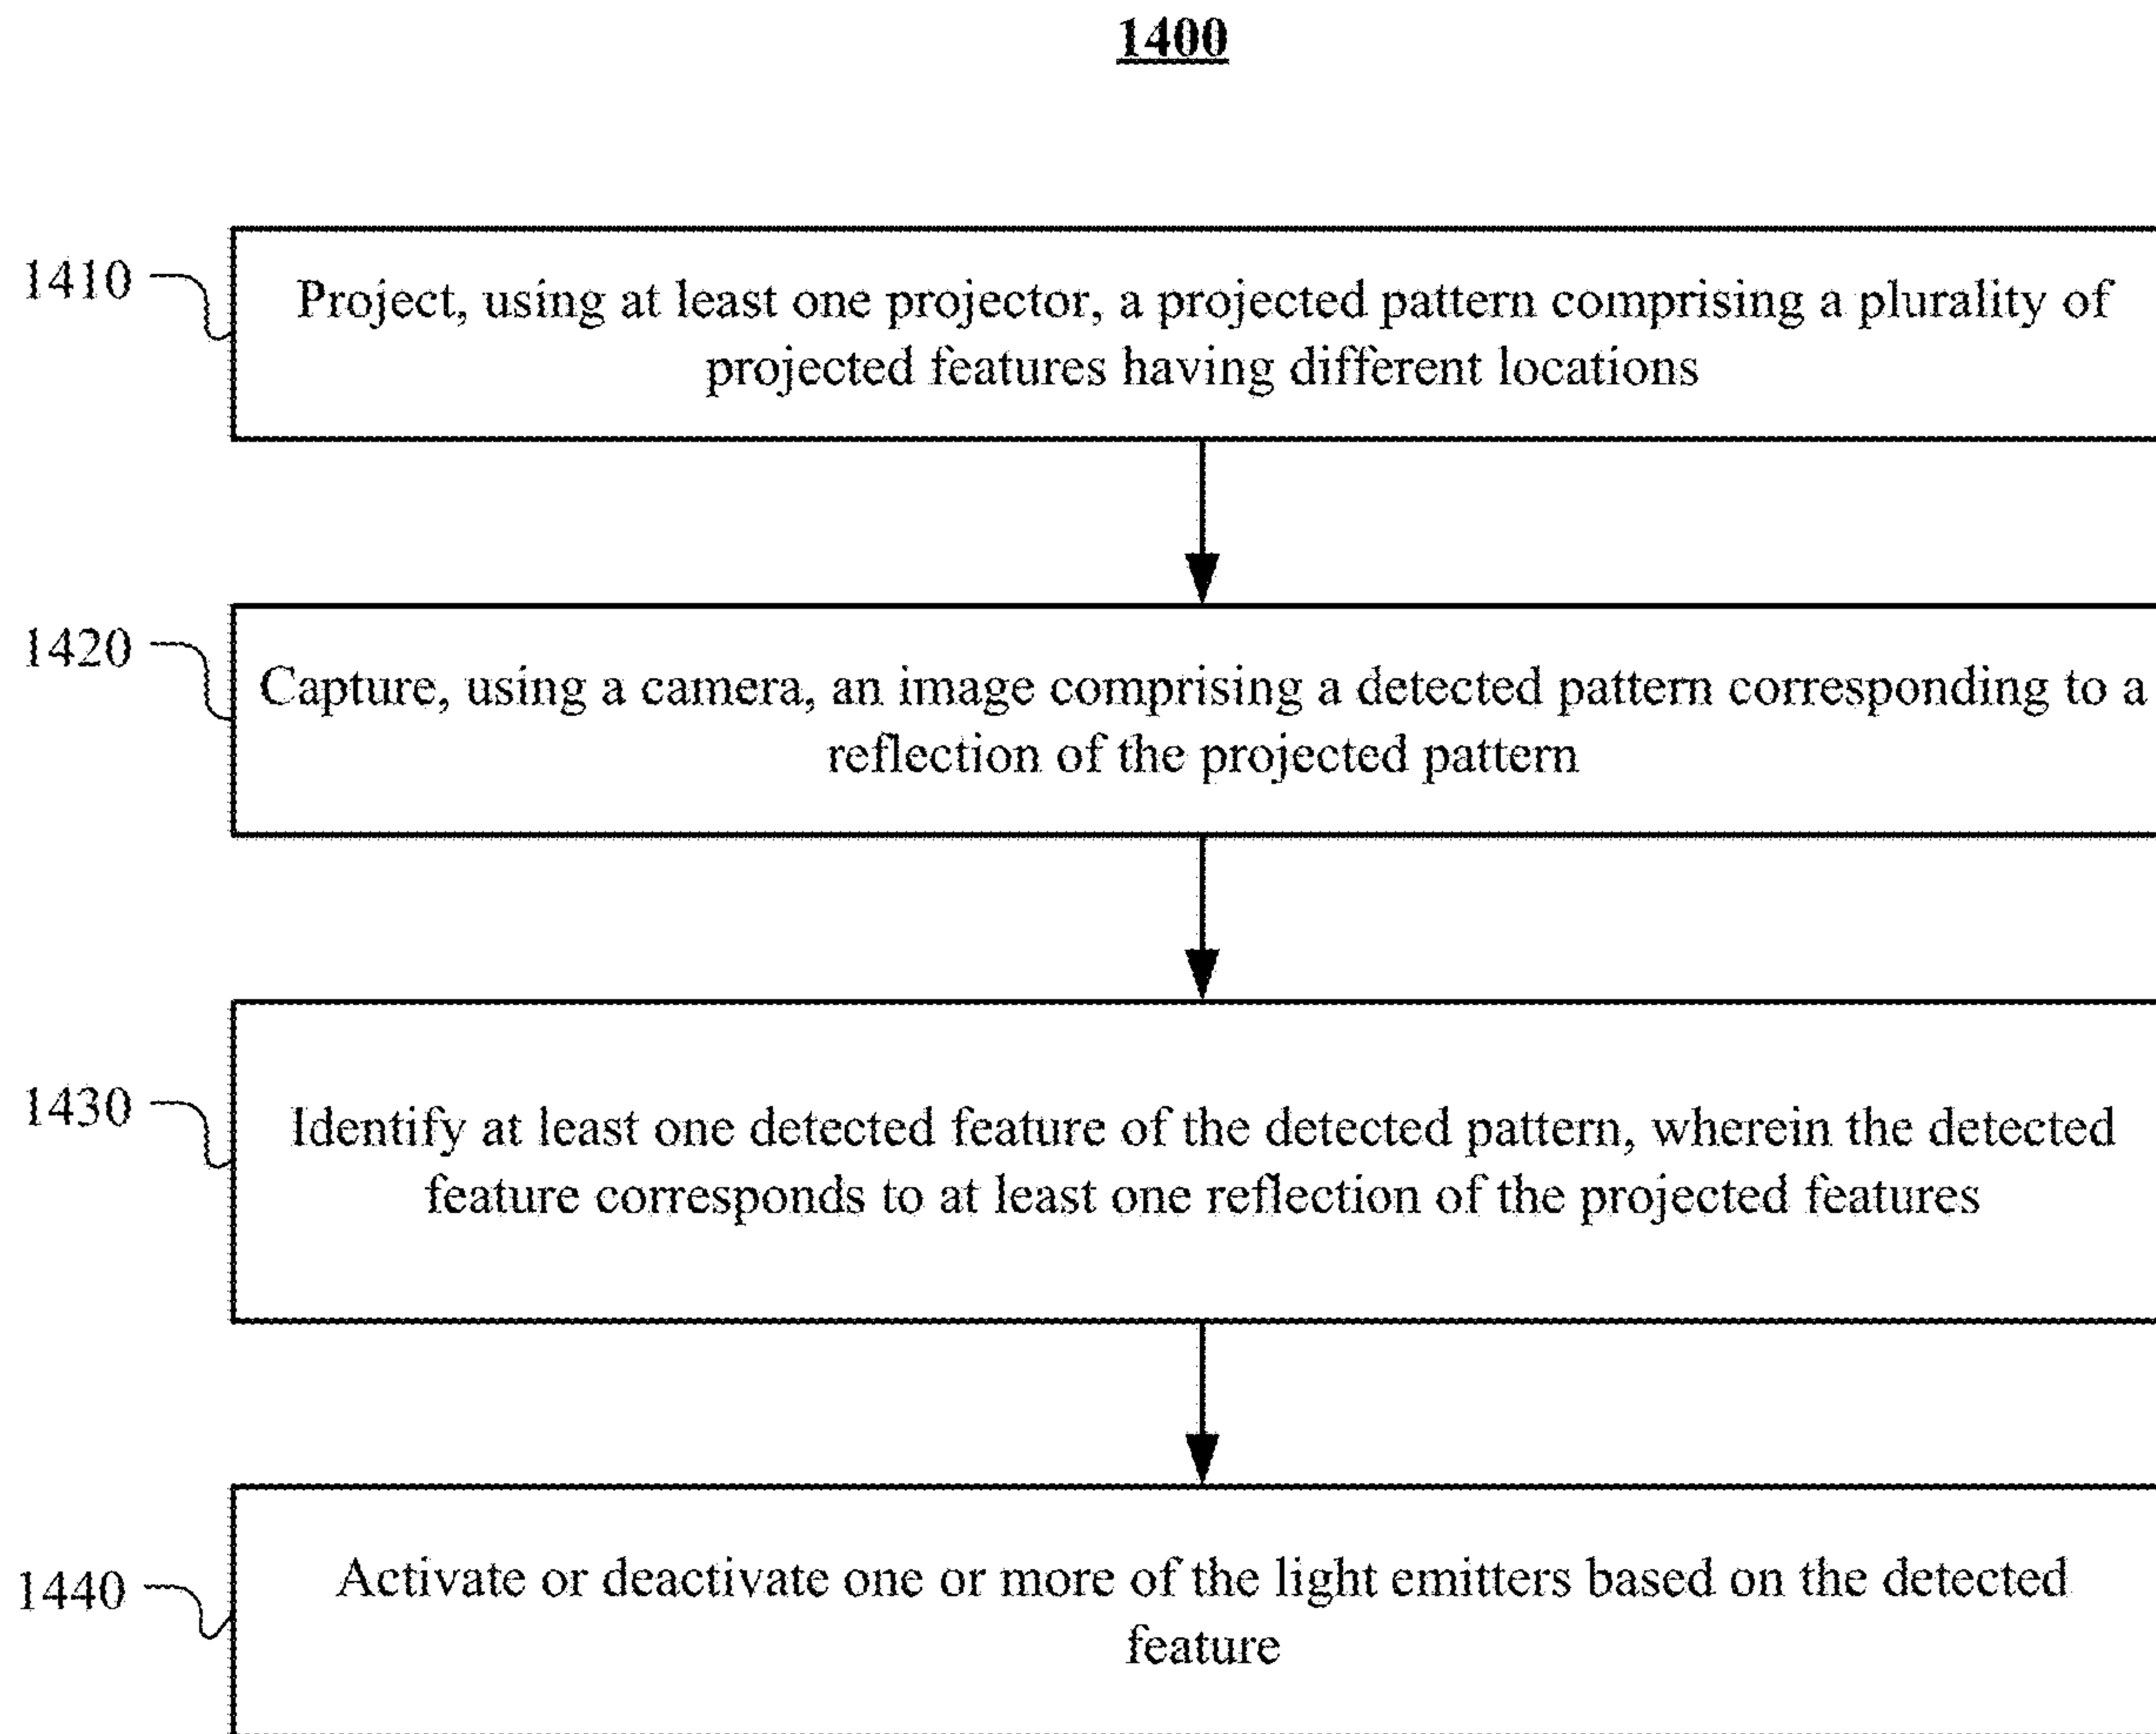 1400
1410
Project, using at least one projector, a projected pattern comprising a plurality of
projected features having different locations
1420
Capture, using a camera, an image comprising a detected pattern corresponding to a
reflection of the projected pattern
1430
Identify at least one detected feature of the detected pattern, wherein the detected
feature corresponds to at least one reflection of the projected features
1440
Activate or deactivate one or more of the light emitters based on the detected
feature